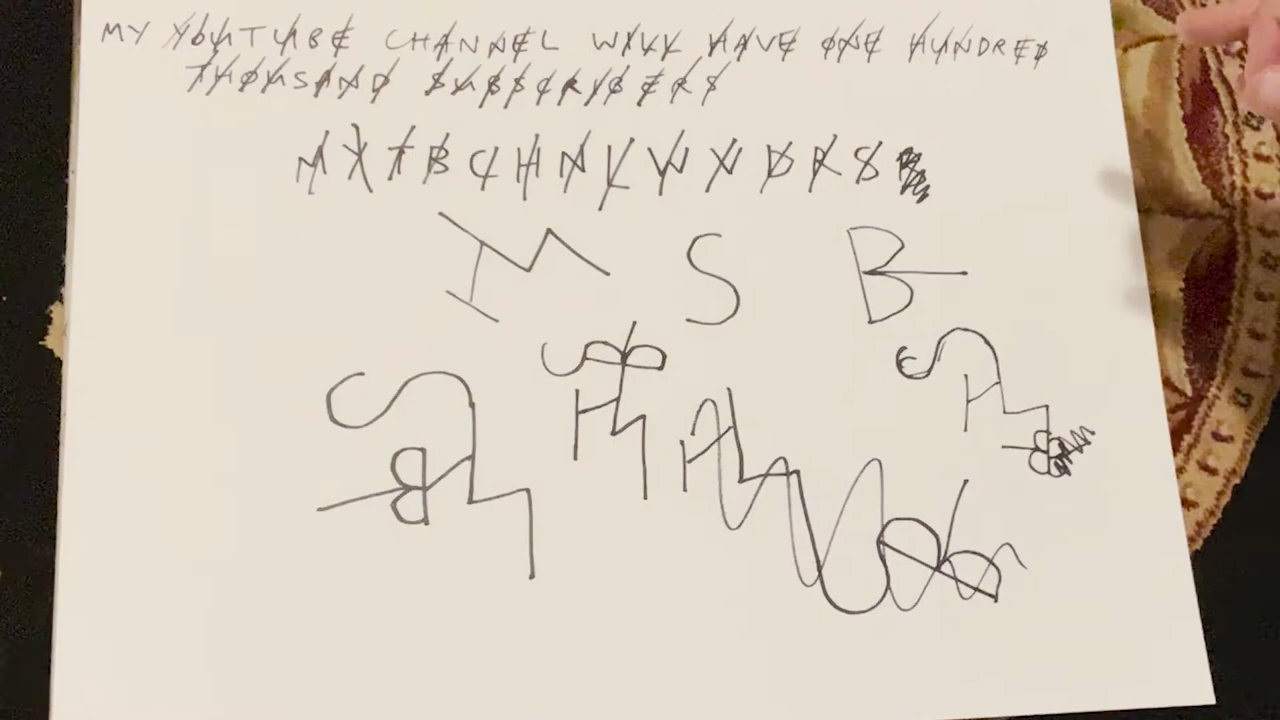 MY YOUTUBE CHANNEL WILL HAVE ONE HUNDRED
THOUSAND SUBSCRIBERS
M Y T B C H N L W V D R S
M S B